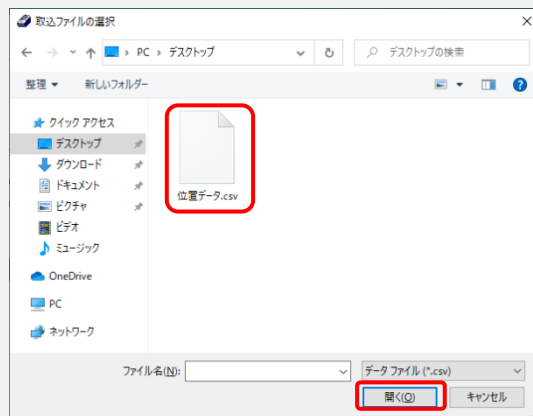 取込ファイルの選択
PC › デスクトップ
デスクトップの検索
整理
新しいフォルダー
クイック アクセス
デスクトップ
ダウンロード
ドキュメント
ピクチャ
ビデオ
ミュージック
OneDrive
PC
ネットワーク
位置データ.csv
ファイル名(N):
データ ファイル (*.csv)
開く(O)
キャンセル